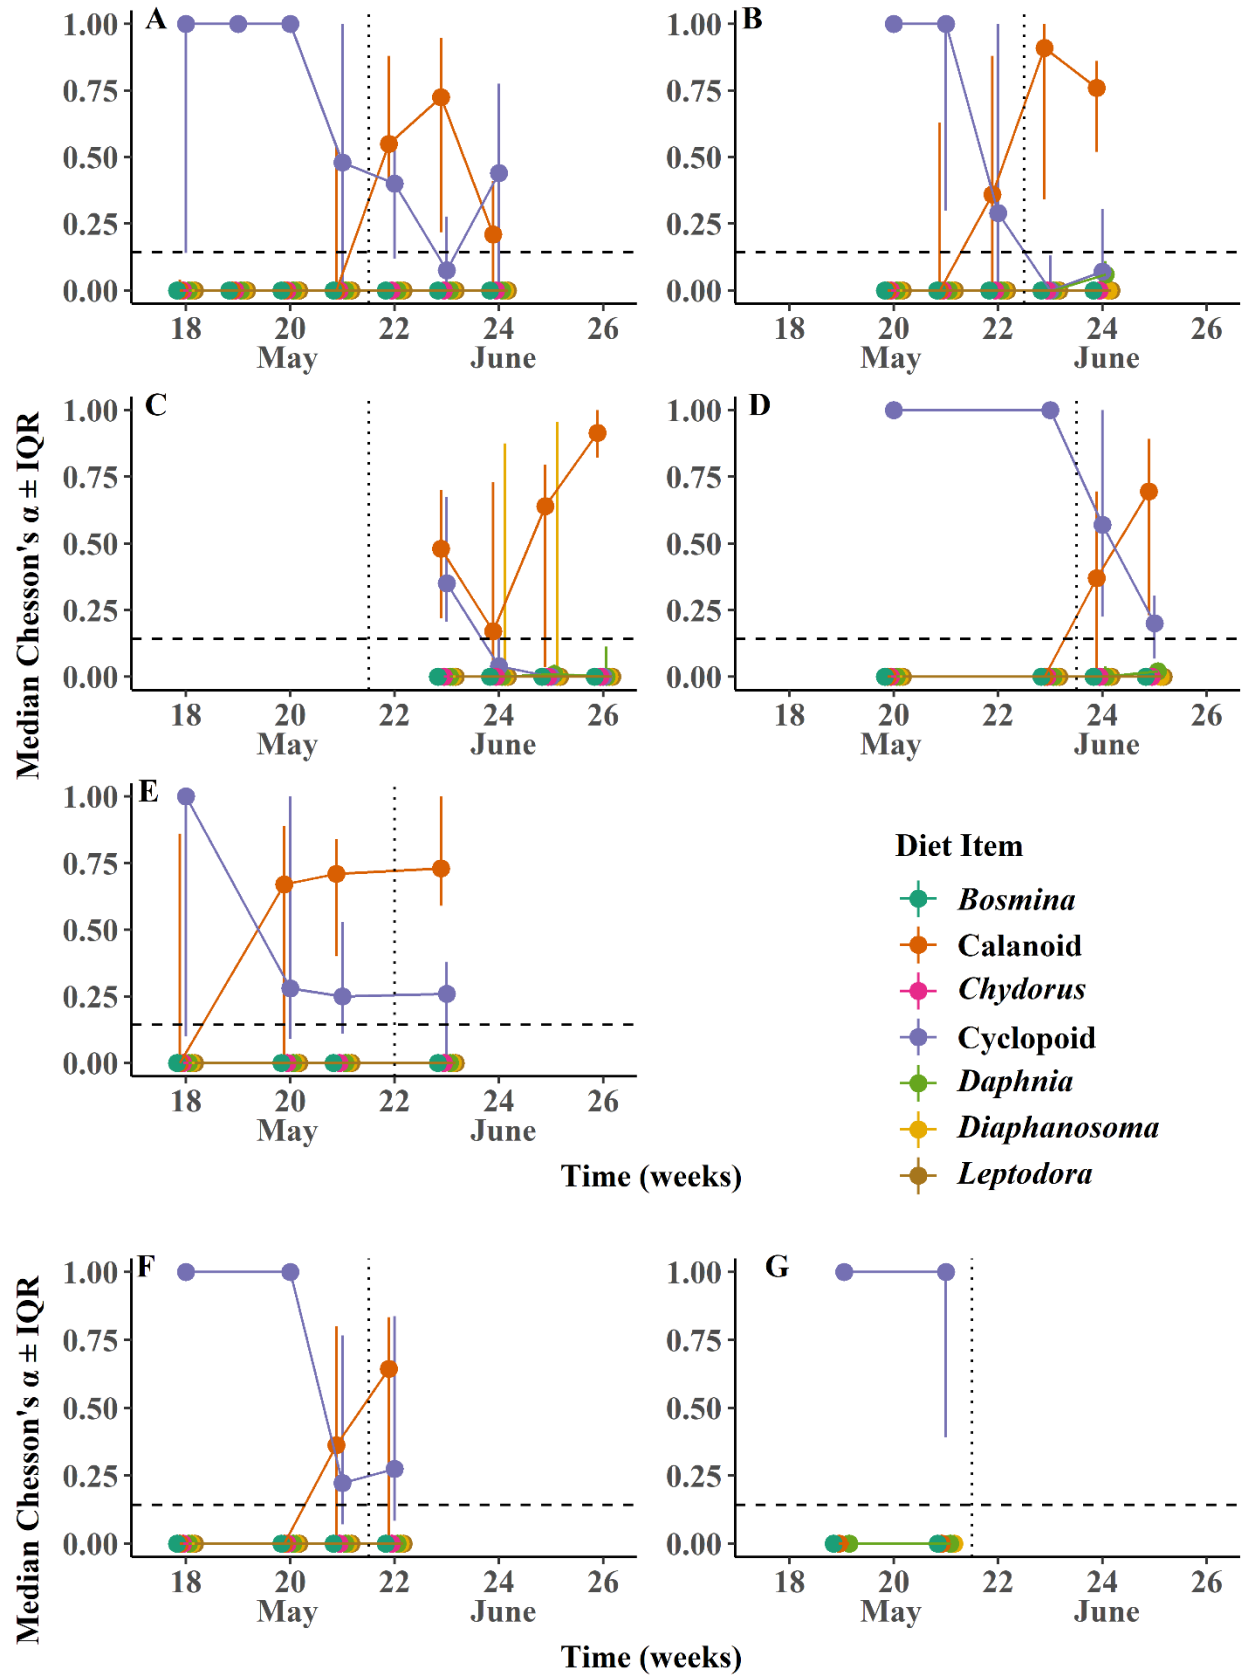 A
1.00
0.75
0.50
0.25
0.00
18 20 22 24 26
May June
B
1.00
0.75
0.50
0.25
0.00
18 20 22 24 26
May June
C
1.00
0.75
0.50
0.25
0.00
18 20 22 24 26
May June
D
1.00
0.75
0.50
0.25
0.00
18 20 22 24 26
May June
Median Chesson's α ± IQR
E
1.00
0.75
0.50
0.25
0.00
18 20 22 24 26
May June
Diet Item
Bosmina
Calanoid
Chydorus
Cyclopoid
Daphnia
Diaphanosoma
Leptodora
Time (weeks)
F
1.00
0.75
0.50
0.25
0.00
18 20 22 24 26
May June
G
1.00
0.75
0.50
0.25
0.00
18 20 22 24 26
May June
Median Chesson's α ± IQR
Time (weeks)